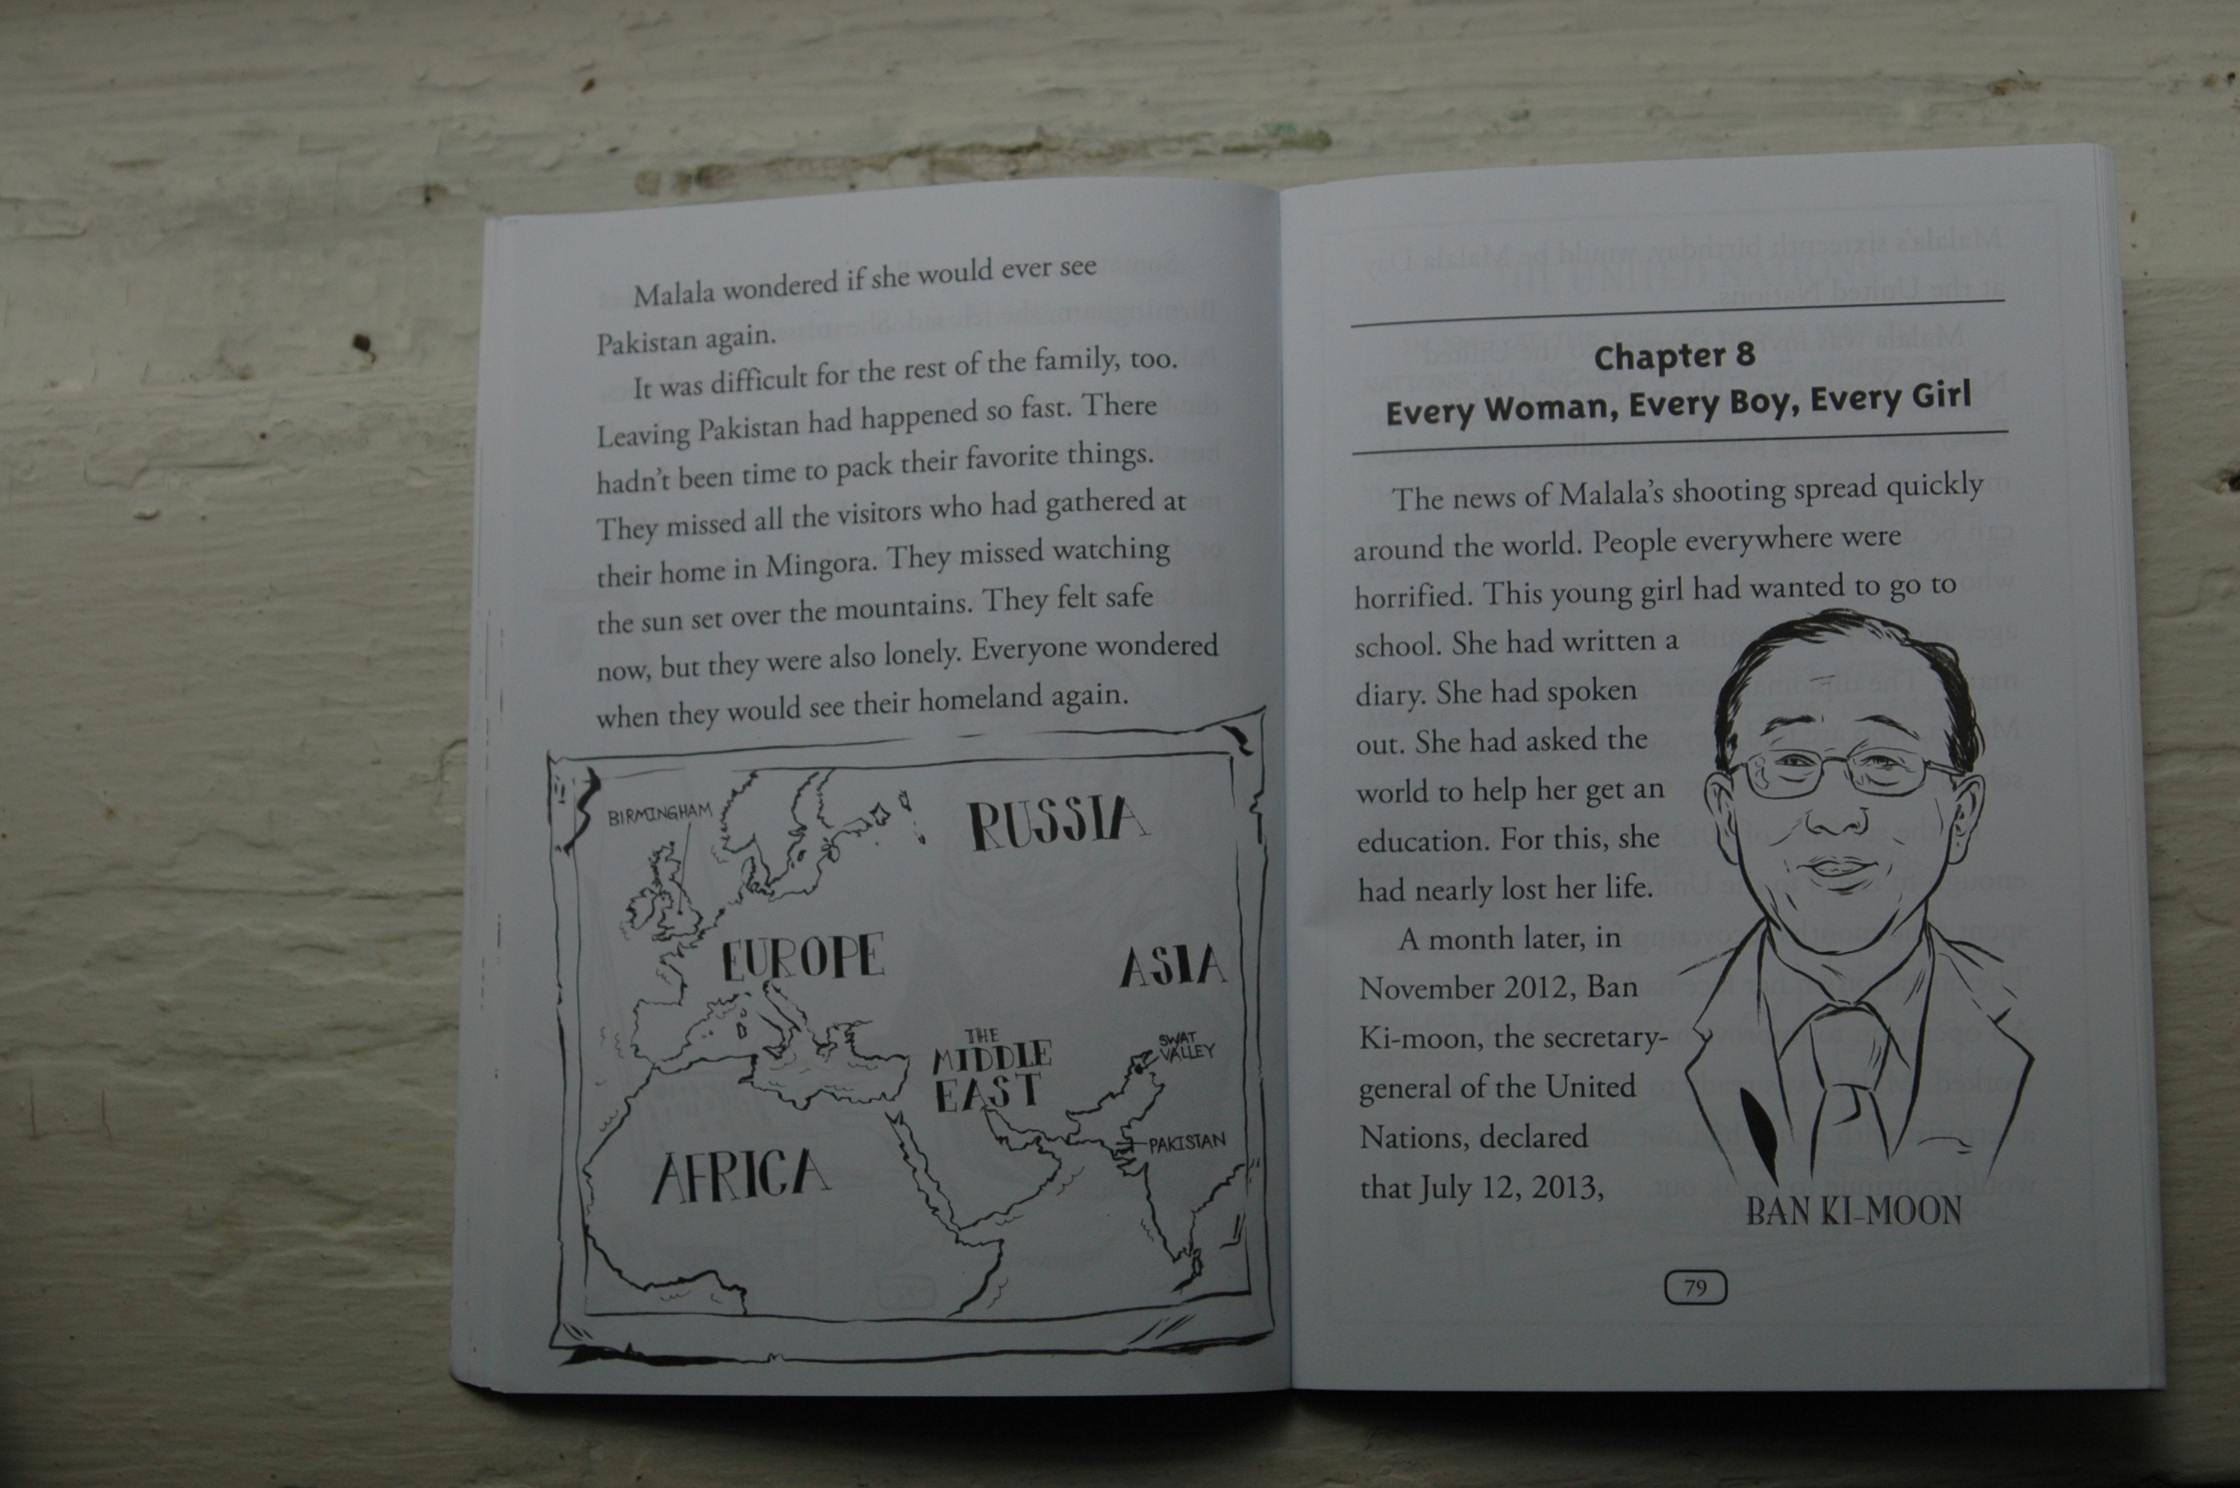 Malala wondered if she would ever see
Pakistan again.
It was difficult for the rest of the family, too.
Leaving Pakistan had happened so fast. There
hadn't been time to pack their favorite things.
They missed all the visitors who had gathered at
their home in Mingora. They missed watching
the sun set over the mountains. They felt safe
now, but they were also lonely. Everyone wondered
when they would see their homeland again.
BIRMINGHAM
RUSSIA
EUROPE
ASIA
THE
MIDDLE
EAST
SWAT
VALLEY
PAKISTAN
AFRICA
Chapter 8
Every Woman, Every Boy, Every Girl
The news of Malala's shooting spread quickly
around the world. People everywhere were
horrified. This young girl had wanted to go to
school. She had written a
diary. She had spoken
out. She had asked the
world to help her get an
education. For this, she
had nearly lost her life.
A month later, in
November 2012, Ban
Ki-moon, the secretary-
general of the United
Nations, declared
that July 12, 2013,
BAN KI-MOON
79